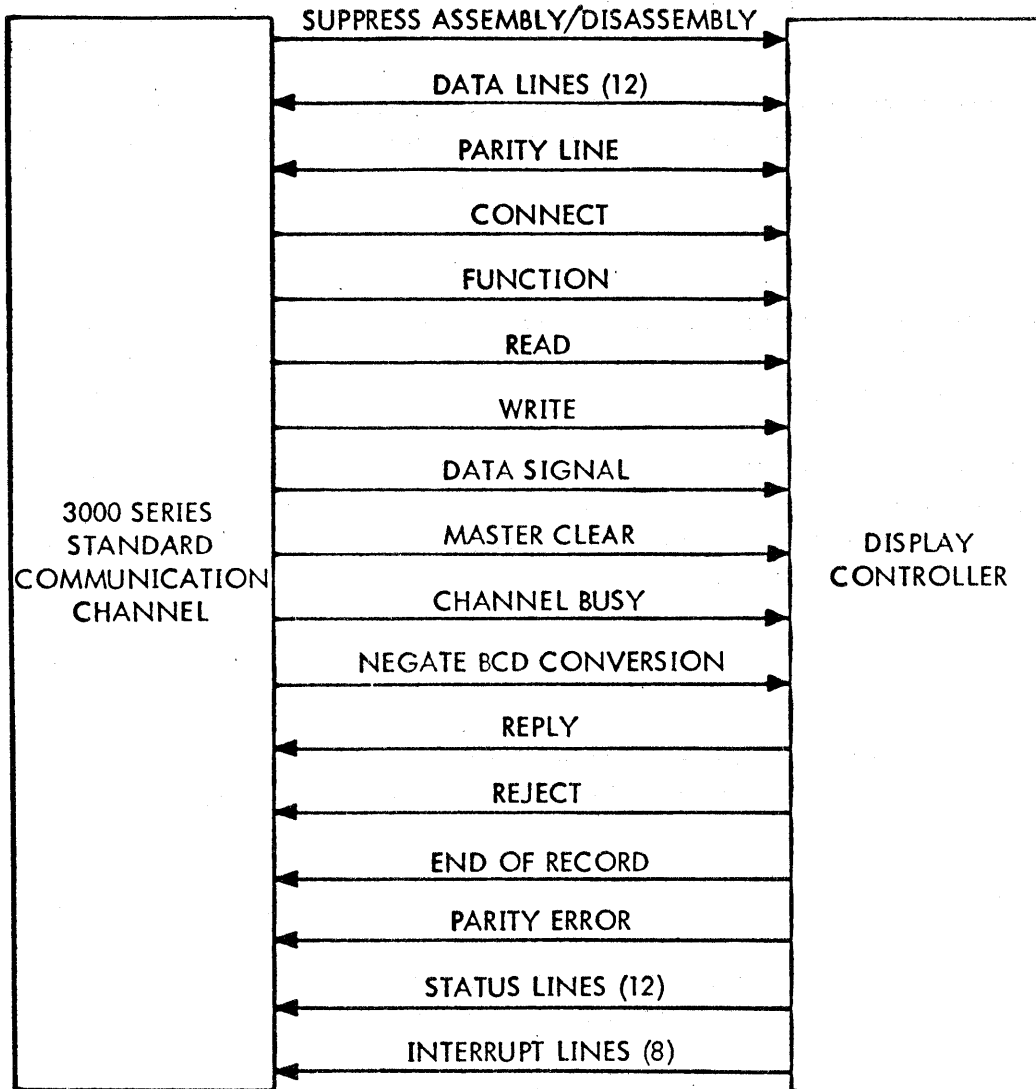 SUPPRESS ASSEMBLY/DISASSEMBLY
DATA LINES (12)
PARITY LINE
CONNECT
FUNCTION
READ
WRITE
DATA SIGNAL
MASTER CLEAR
CHANNEL BUSY
NEGATE BCD CONVERSION
REPLY
REJECT
END OF RECORD
PARITY ERROR
STATUS LINES (12)
INTERRUPT LINES (8)
3000 SERIES
STANDARD
COMMUNICATION
CHANNEL
DISPLAY
CONTROLLER